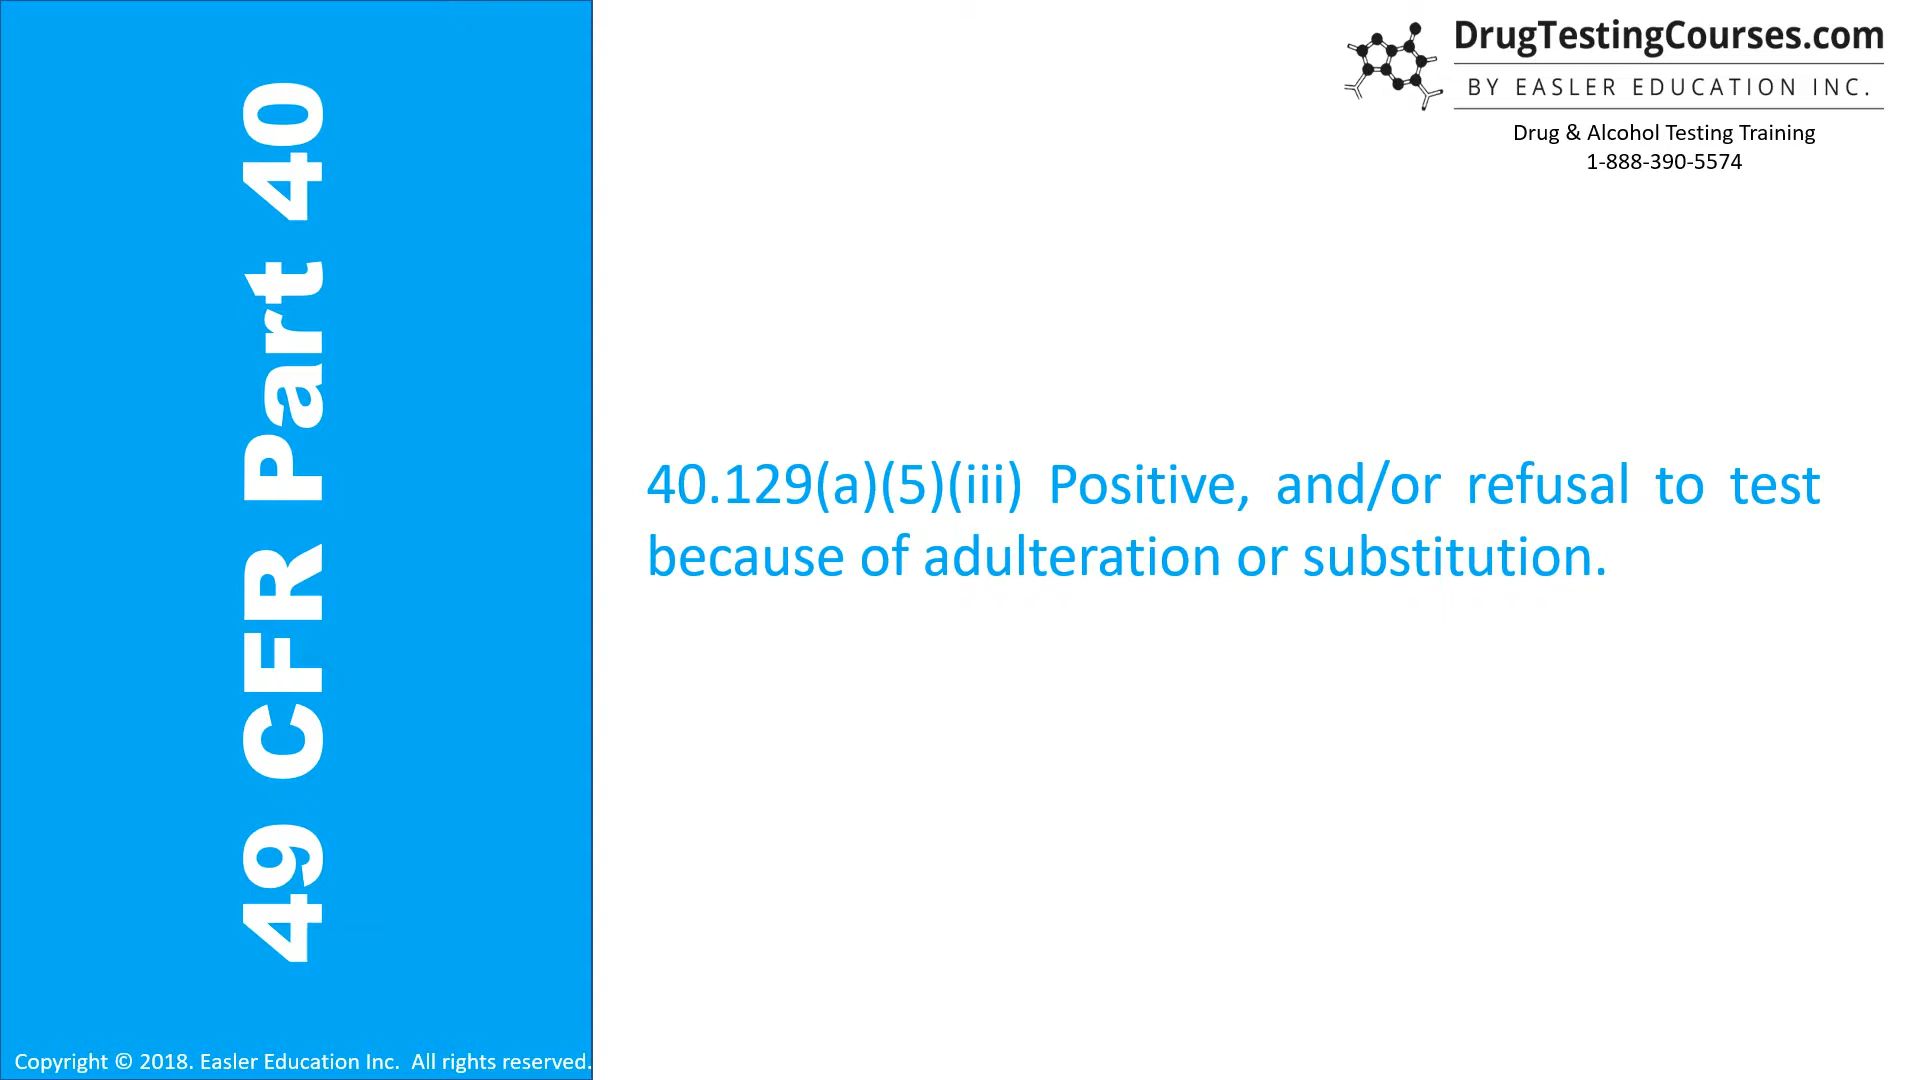 49 CFR Part 40
DrugTestingCourses.com
BY EASLER EDUCATION INC.
Drug & Alcohol Testing Training
1-888-390-5574
40.129(a)(5)(iii) Positive, and/or refusal to test
because of adulteration or substitution.
Copyright © 2018. Easler Education Inc.  All rights reserved.